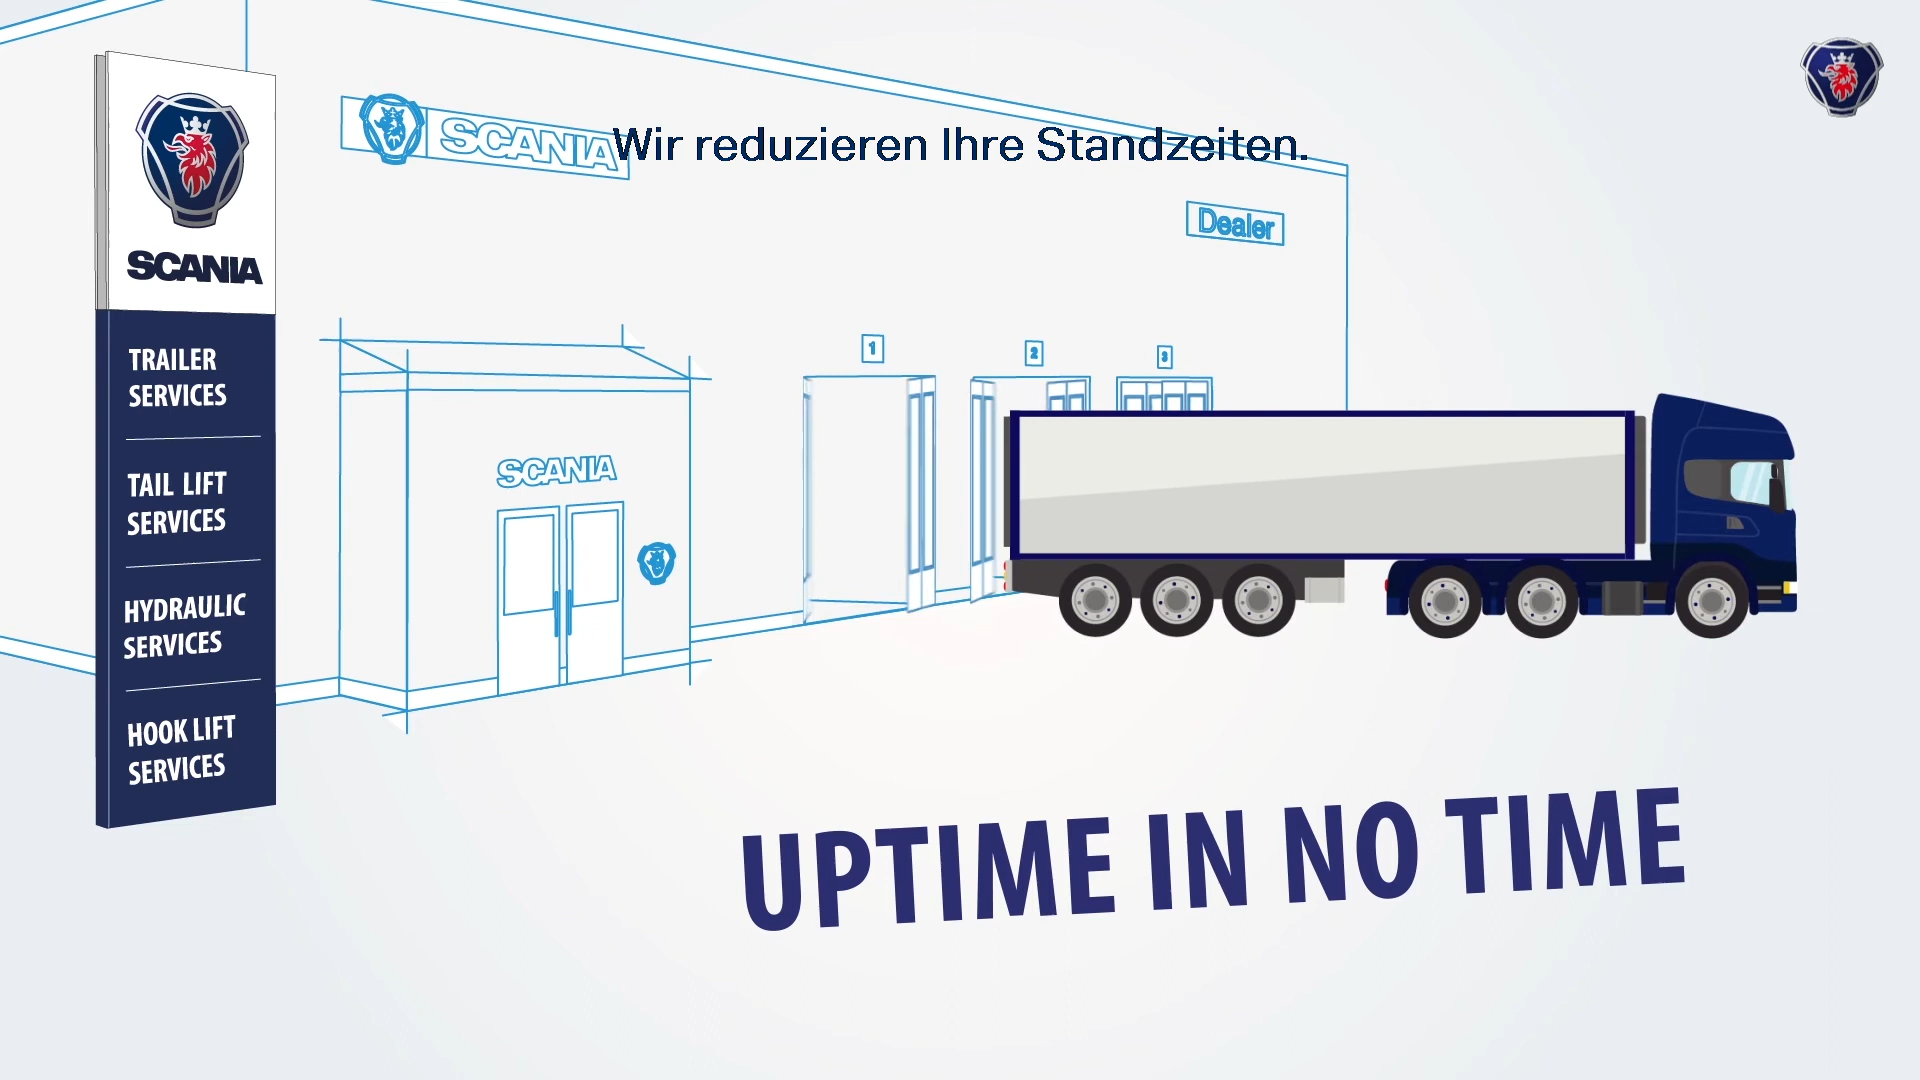 SCANIA
TRAILER
SERVICES
TAIL LIFT
SERVICES
HYDRAULIC
SERVICES
HOOK LIFT
SERVICES
SCANIA
Wir reduzieren Ihre Standzeiten.
Dealer
1
2
3
SCANIA
UPTIME IN NO TIME